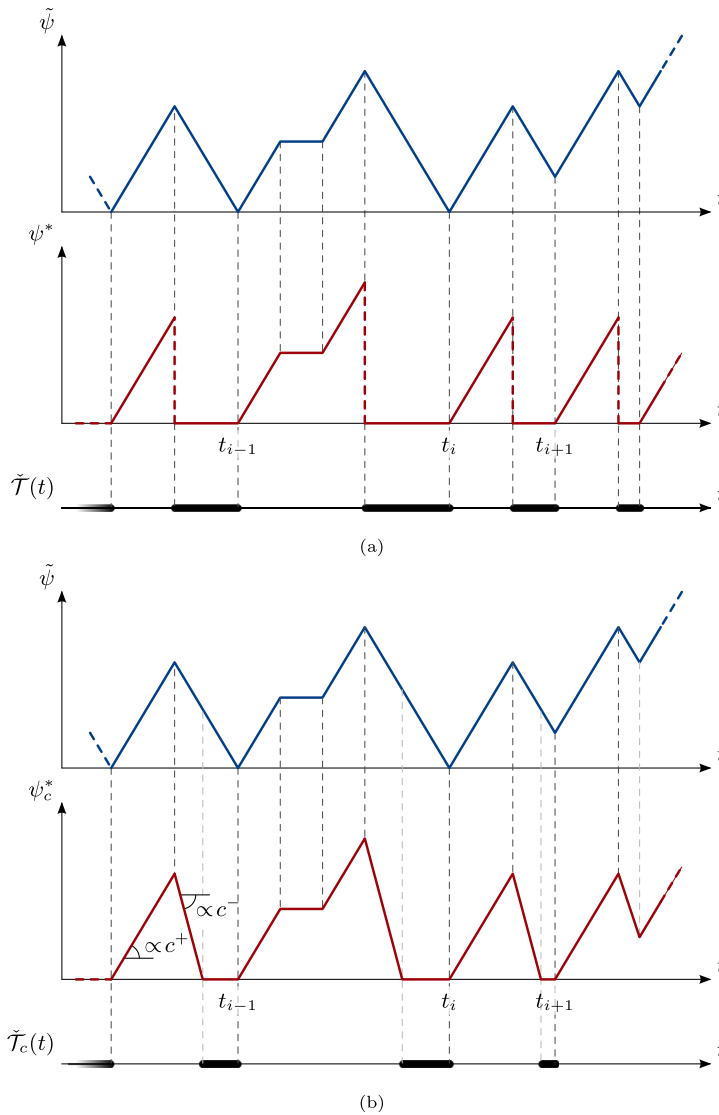 ψ̃
t
ψ*
t
t_{i−1} t_i t_{i+1}
𝒯̌(t)
t
(a)
ψ̃
t
ψ*_c
∝c⁻
∝c⁺
t
t_{i−1} t_i t_{i+1}
𝒯̌_c(t)
t
(b)